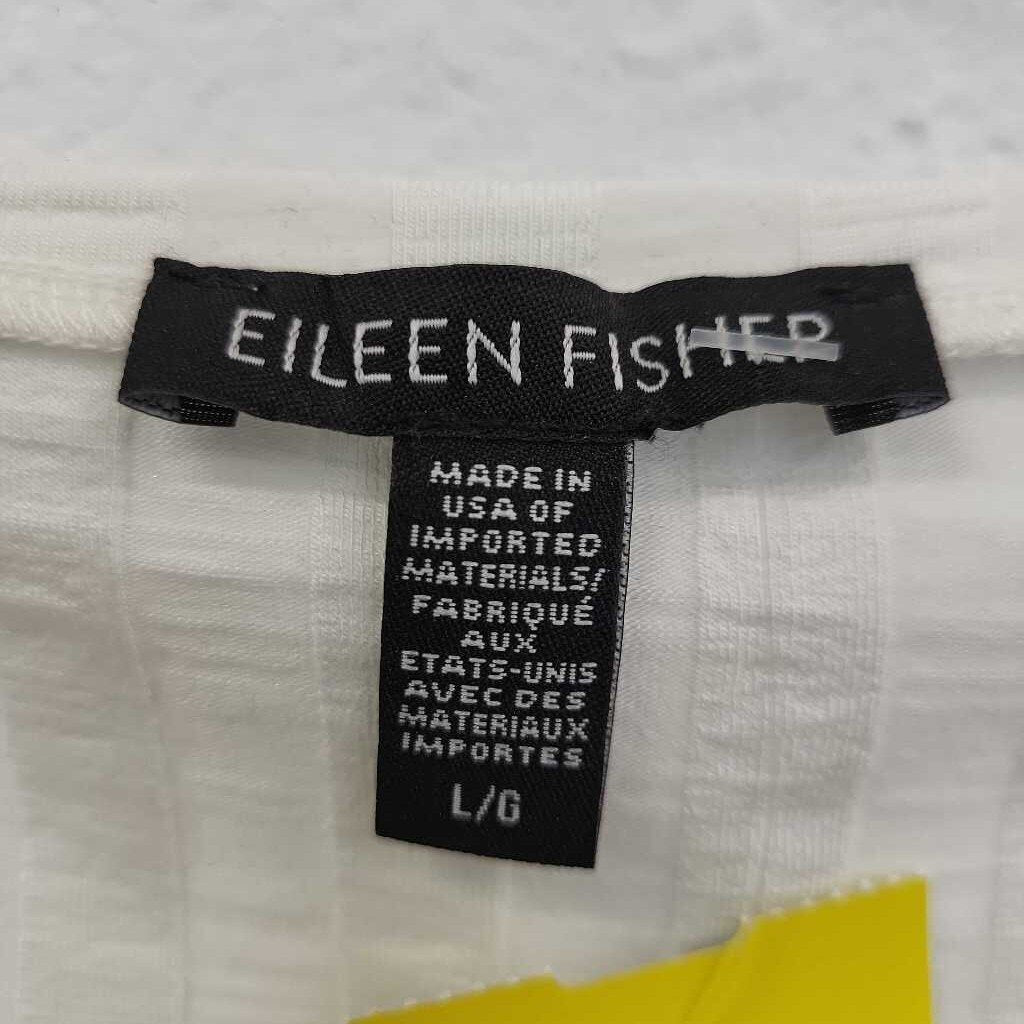 EILEEN FISHER
MADE IN
USA OF
IMPORTED
MATERIALS/
FABRIQUÉ
AUX
ETATS-UNIS
AVEC DES
MATERIAUX
IMPORTES
L/G